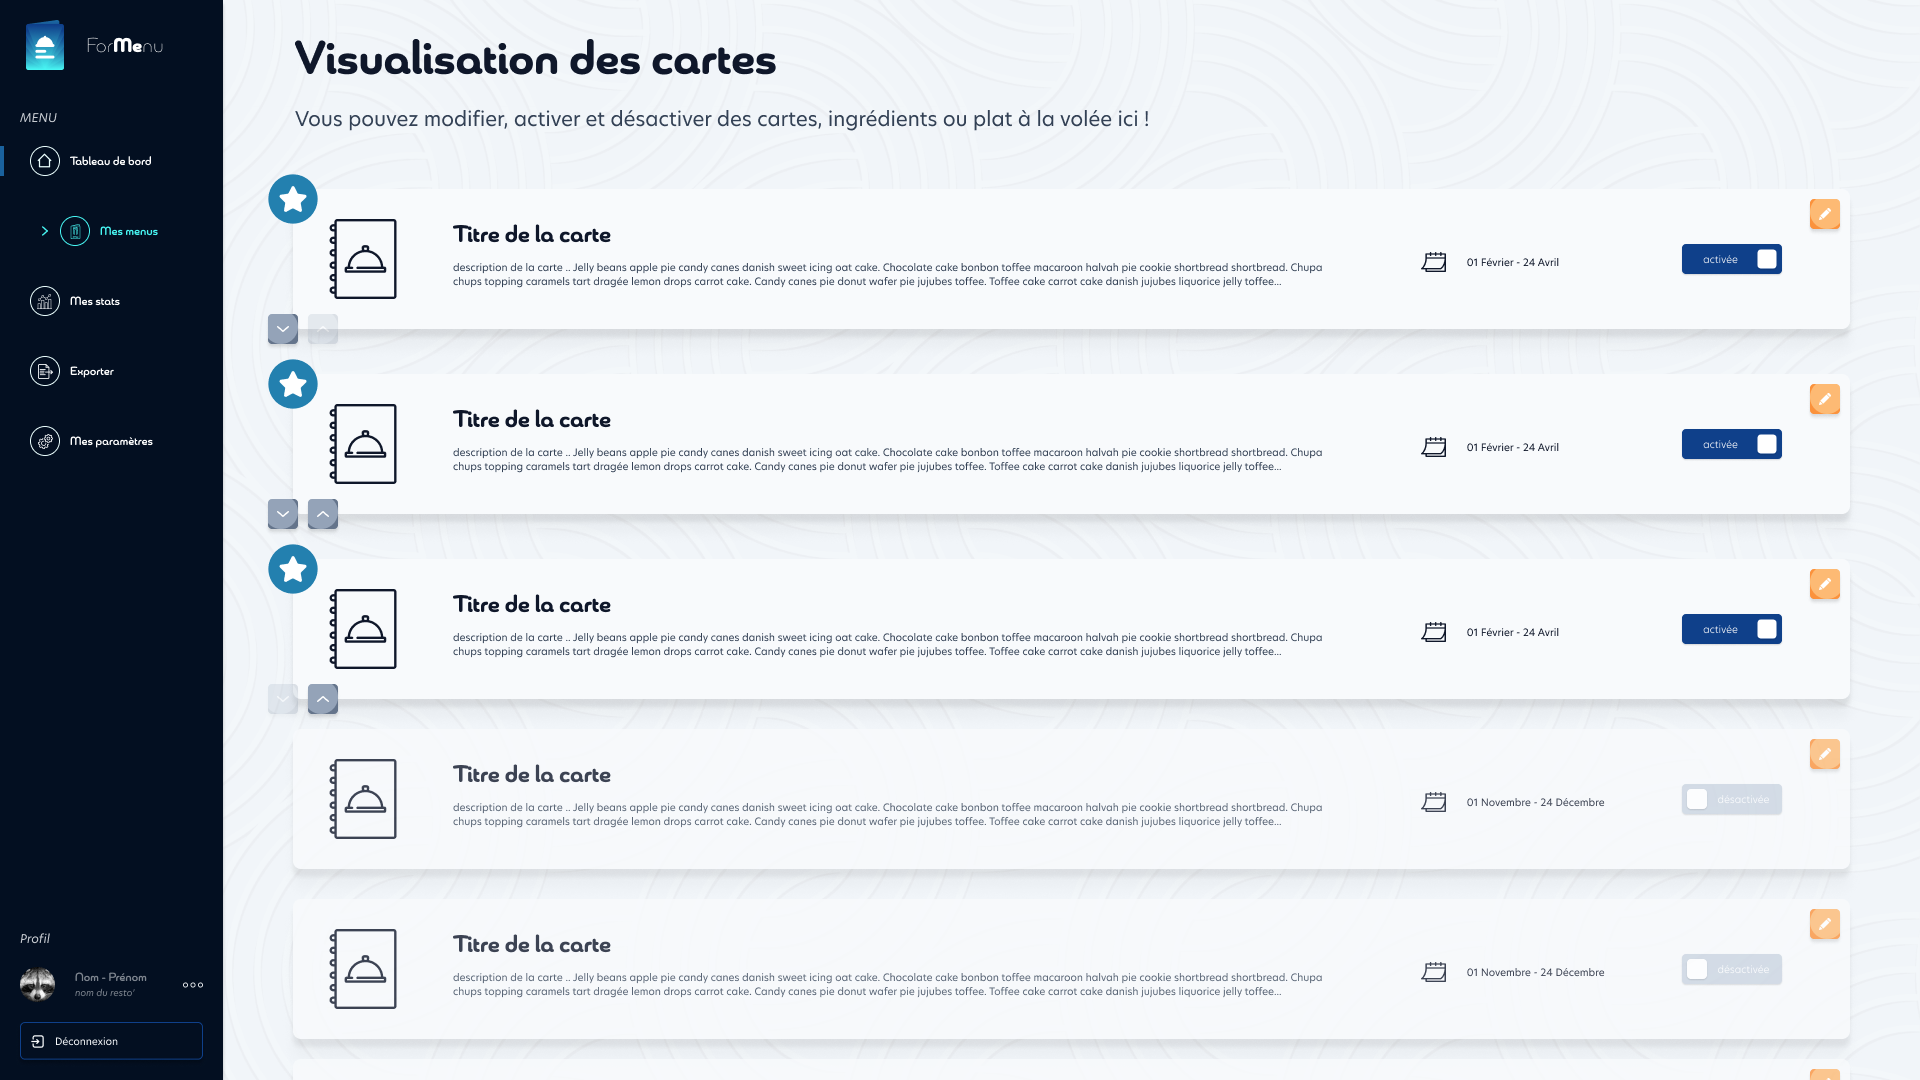 ForMenu
MENU
Tableau de bord
Mes menus
Mes stats
Exporter
Mes paramètres
Profil
Nom - Prénom
nom du resto'
Déconnexion
Visualisation des cartes
Vous pouvez modifier, activer et désactiver des cartes, ingrédients ou plat à la volée ici !
Titre de la carte
description de la carte .. Jelly beans apple pie candy canes danish sweet icing oat cake. Chocolate cake bonbon toffee macaroon halvah pie cookie shortbread shortbread. Chupa
chups topping caramels tart dragée lemon drops carrot cake. Candy canes pie donut wafer pie jujubes toffee. Toffee cake carrot cake danish jujubes liquorice jelly toffee...
01 Février - 24 Avril
activée
Titre de la carte
description de la carte .. Jelly beans apple pie candy canes danish sweet icing oat cake. Chocolate cake bonbon toffee macaroon halvah pie cookie shortbread shortbread. Chupa
chups topping caramels tart dragée lemon drops carrot cake. Candy canes pie donut wafer pie jujubes toffee. Toffee cake carrot cake danish jujubes liquorice jelly toffee...
01 Février - 24 Avril
activée
Titre de la carte
description de la carte .. Jelly beans apple pie candy canes danish sweet icing oat cake. Chocolate cake bonbon toffee macaroon halvah pie cookie shortbread shortbread. Chupa
chups topping caramels tart dragée lemon drops carrot cake. Candy canes pie donut wafer pie jujubes toffee. Toffee cake carrot cake danish jujubes liquorice jelly toffee...
01 Février - 24 Avril
activée
Titre de la carte
description de la carte .. Jelly beans apple pie candy canes danish sweet icing oat cake. Chocolate cake bonbon toffee macaroon halvah pie cookie shortbread shortbread. Chupa
chups topping caramels tart dragée lemon drops carrot cake. Candy canes pie donut wafer pie jujubes toffee. Toffee cake carrot cake danish jujubes liquorice jelly toffee...
01 Novembre - 24 Décembre
désactivée
Titre de la carte
description de la carte .. Jelly beans apple pie candy canes danish sweet icing oat cake. Chocolate cake bonbon toffee macaroon halvah pie cookie shortbread shortbread. Chupa
chups topping caramels tart dragée lemon drops carrot cake. Candy canes pie donut wafer pie jujubes toffee. Toffee cake carrot cake danish jujubes liquorice jelly toffee...
01 Novembre - 24 Décembre
désactivée